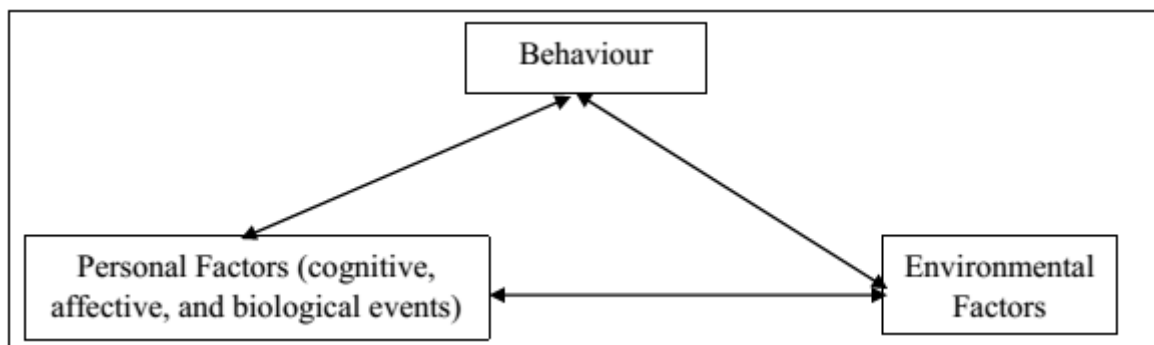 Behaviour
Personal Factors (cognitive,
affective, and biological events)
Environmental
Factors